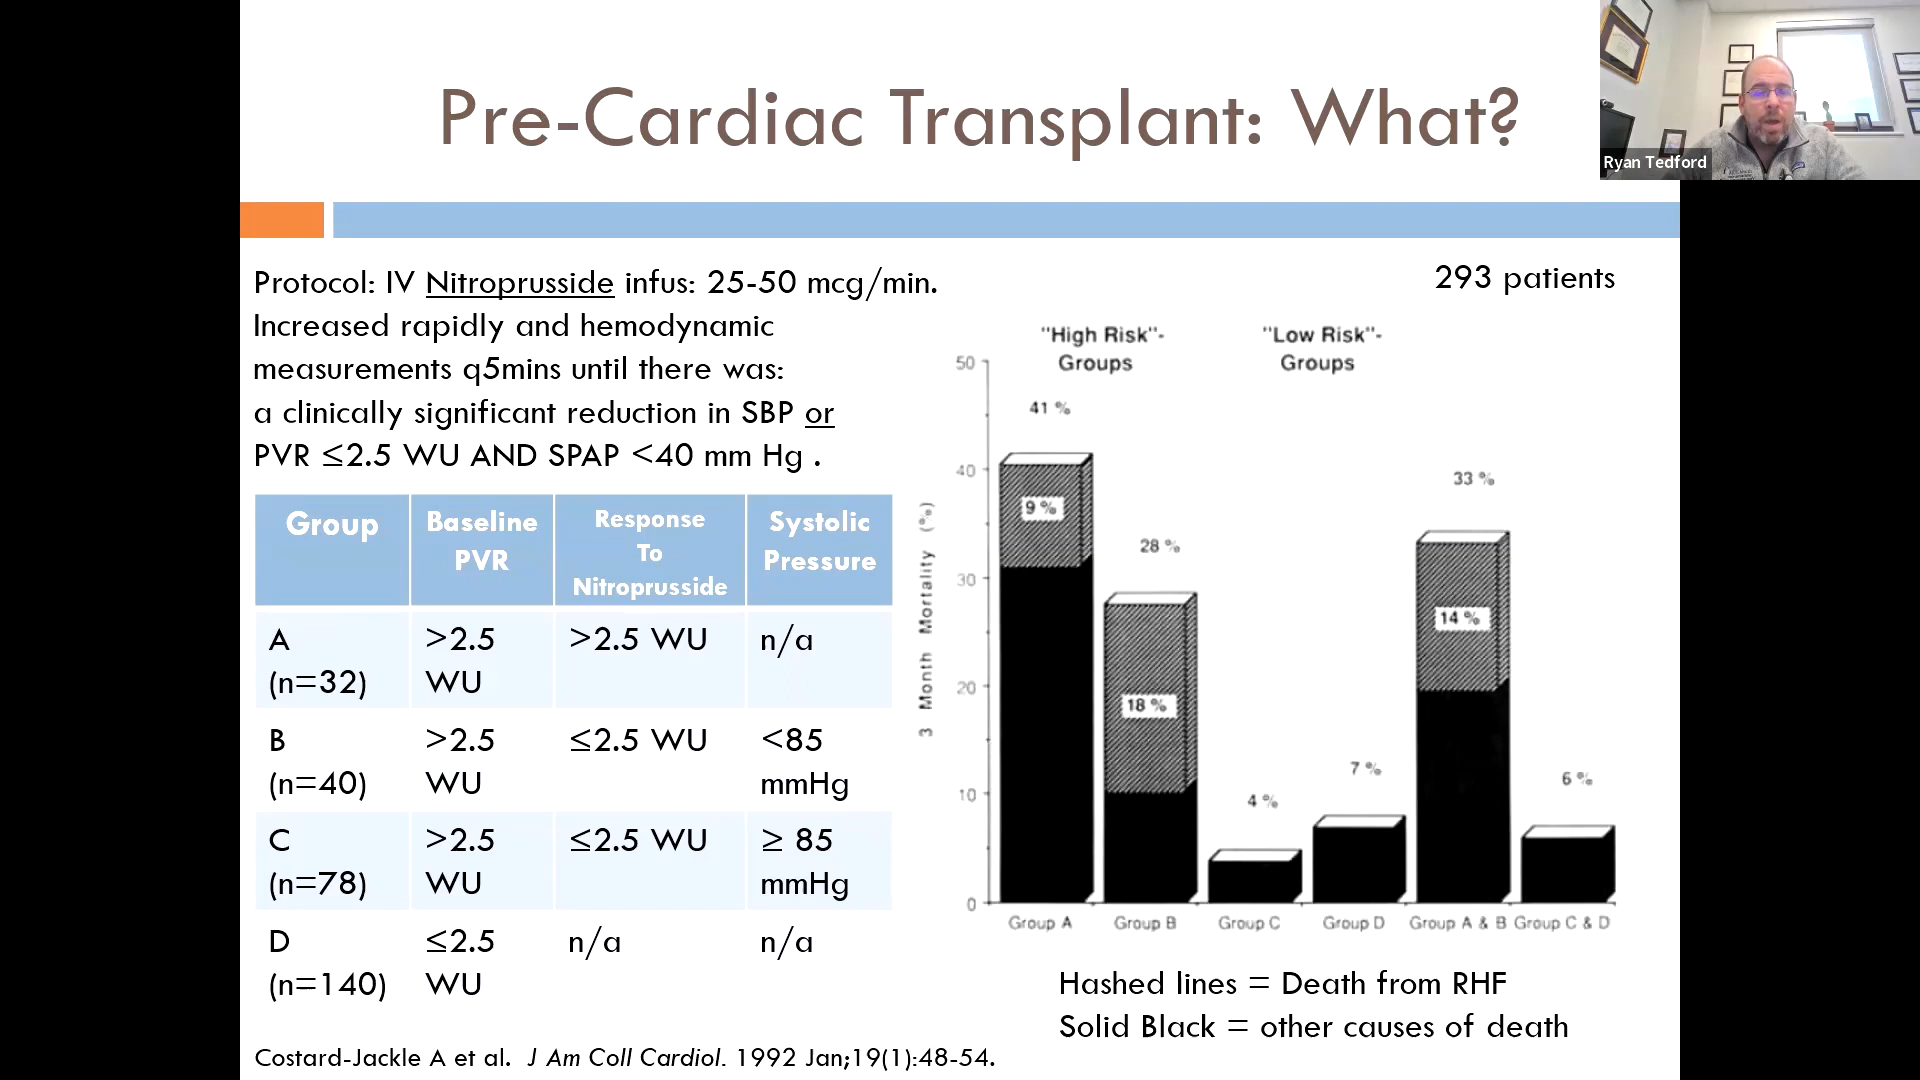 Pre-Cardiac Transplant: What?
Ryan Tedford
Protocol: IV Nitroprusside infus: 25-50 mcg/min.
Increased rapidly and hemodynamic
measurements q5mins until there was:
a clinically significant reduction in SBP or
PVR ≤2.5 WU AND SPAP <40 mm Hg .
293 patients
Group
Baseline
PVR
Response
To
Nitroprusside
Systolic
Pressure
A
(n=32)
>2.5
WU
>2.5 WU
n/a
B
(n=40)
>2.5
WU
≤2.5 WU
<85
mmHg
C
(n=78)
>2.5
WU
≤2.5 WU
≥ 85
mmHg
D
(n=140)
≤2.5
WU
n/a
n/a
"High Risk"-
Groups
"Low Risk"-
Groups
3 Month Mortality (%)
50
40
30
20
10
0
41 %
9 %
28 %
18 %
4 %
7 %
33 %
14 %
6 %
Group A
Group B
Group C
Group D
Group A & B
Group C & D
Hashed lines = Death from RHF
Solid Black = other causes of death
Costard-Jackle A et al. J Am Coll Cardiol. 1992 Jan;19(1):48-54.